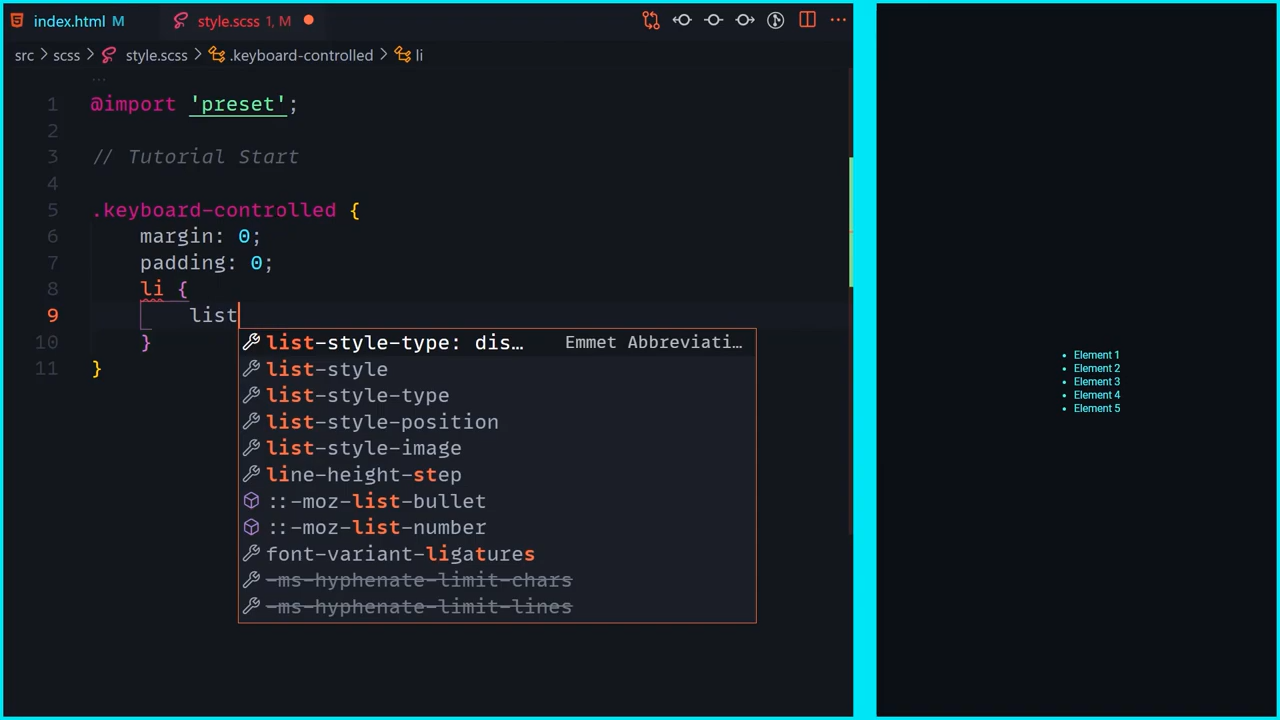 index.html M
style.scss 1, M
src > scss > style.scss > .keyboard-controlled > li
...
1 @import 'preset';
2
3 // Tutorial Start
4
5 .keyboard-controlled {
6 margin: 0;
7 padding: 0;
8 li {
9 list
10 }
11 }
list-style-type: dis… Emmet Abbreviati…
list-style
list-style-type
list-style-position
list-style-image
line-height-step
::-moz-list-bullet
::-moz-list-number
font-variant-ligatures
-ms-hyphenate-limit-chars
-ms-hyphenate-limit-lines
• Element 1
• Element 2
• Element 3
• Element 4
• Element 5